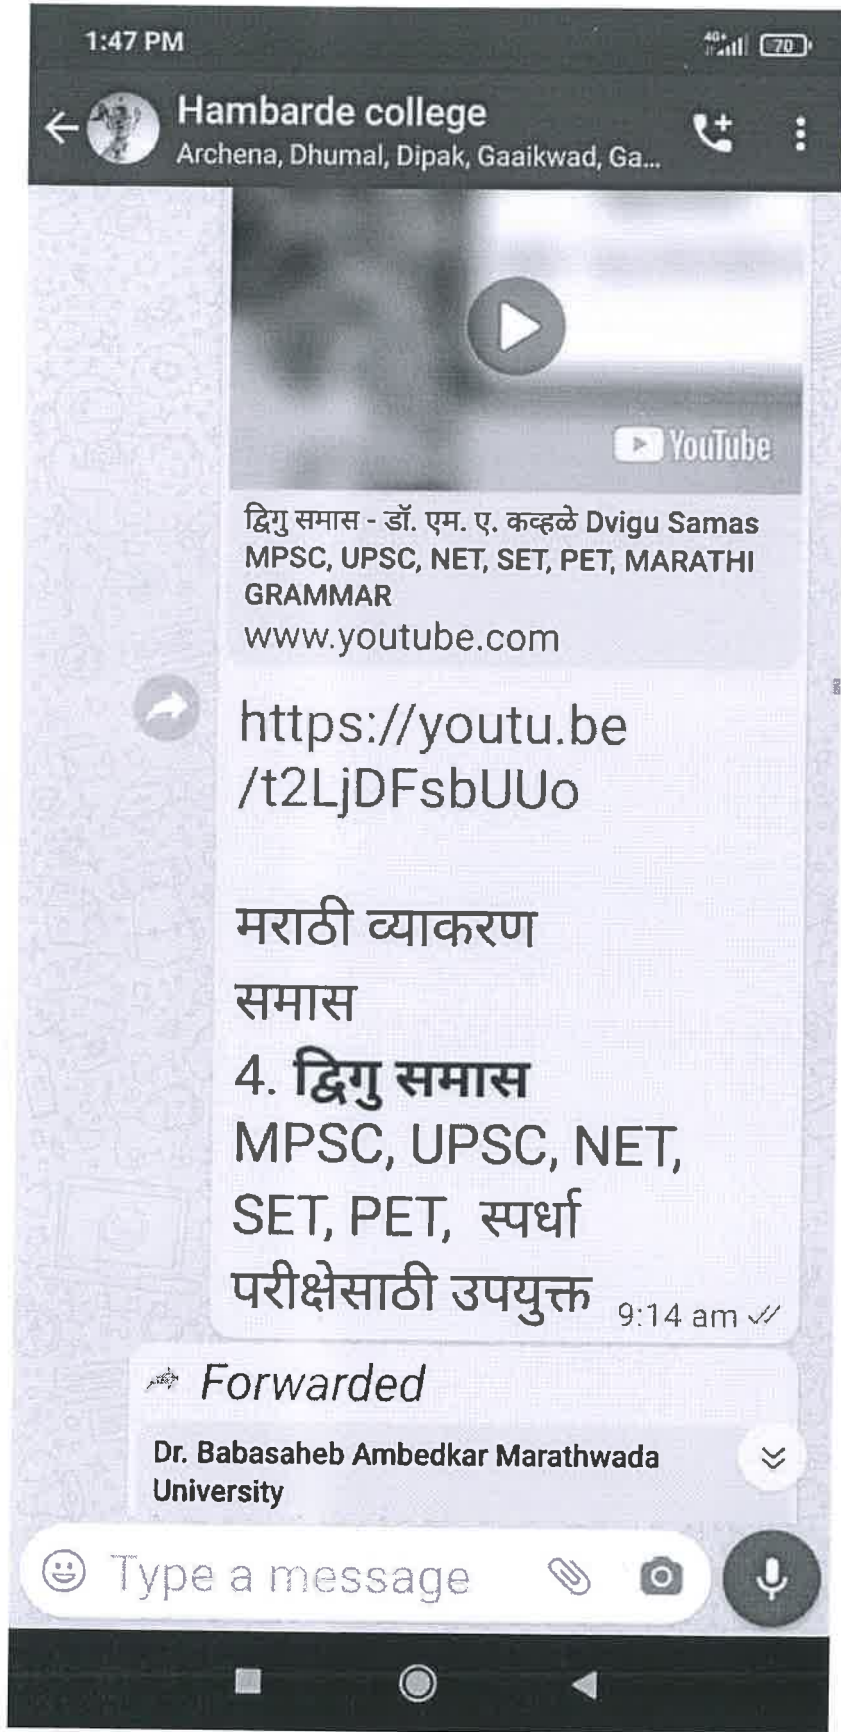 1:47 PM
4G+
70
Hambarde college
Archena, Dhumal, Dipak, Gaaikwad, Ga...
YouTube
द्विगु समास - डॉ. एम. ए. कव्हळे Dvigu Samas
MPSC, UPSC, NET, SET, PET, MARATHI
GRAMMAR
www.youtube.com
https://youtu.be
/t2LjDFsbUUo
मराठी व्याकरण
समास
4. द्विगु समास
MPSC, UPSC, NET,
SET, PET, स्पर्धा
परीक्षेसाठी उपयुक्त
9:14 am
Forwarded
Dr. Babasaheb Ambedkar Marathwada
University
Type a message